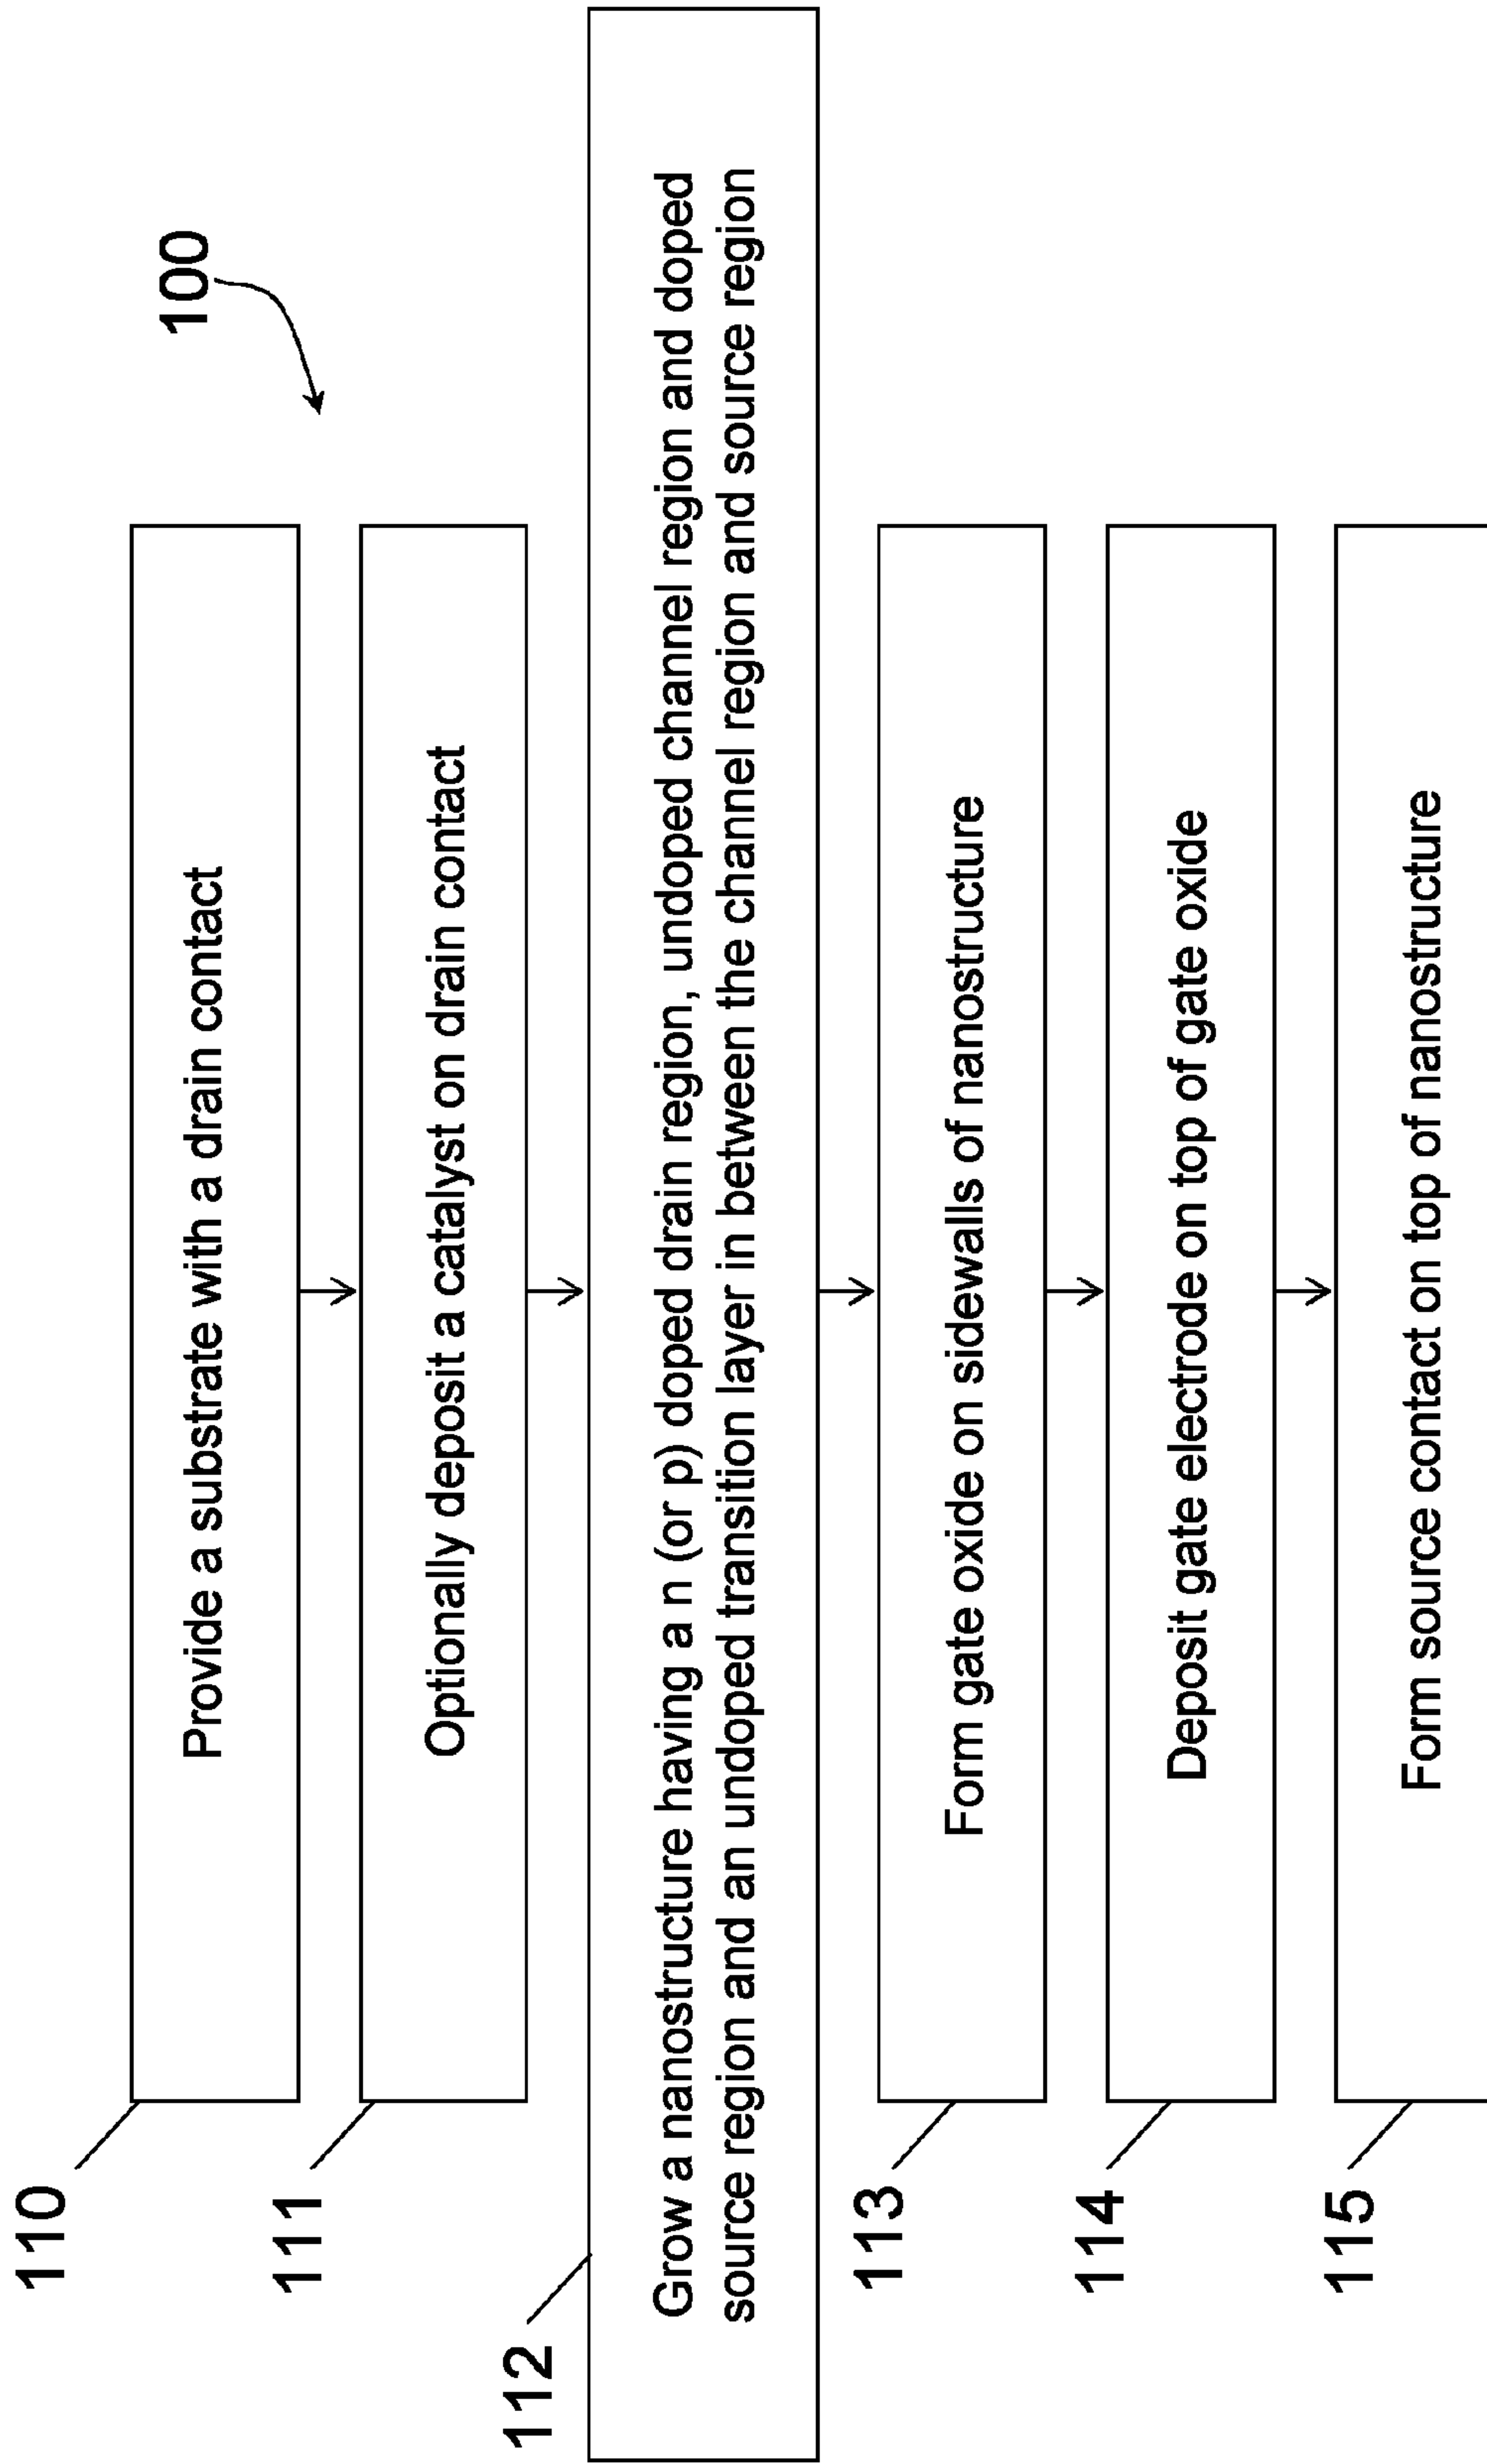 100
110
Provide a substrate with a drain contact
111
Optionally deposit a catalyst on drain contact
112
Grow a nanostructure having a n (or p) doped drain region, undoped channel region and doped
source region and an undoped transition layer in between the channel region and source region
113
Form gate oxide on sidewalls of nanostructure
114
Deposit gate electrode on top of gate oxide
115
Form source contact on top of nanostructure